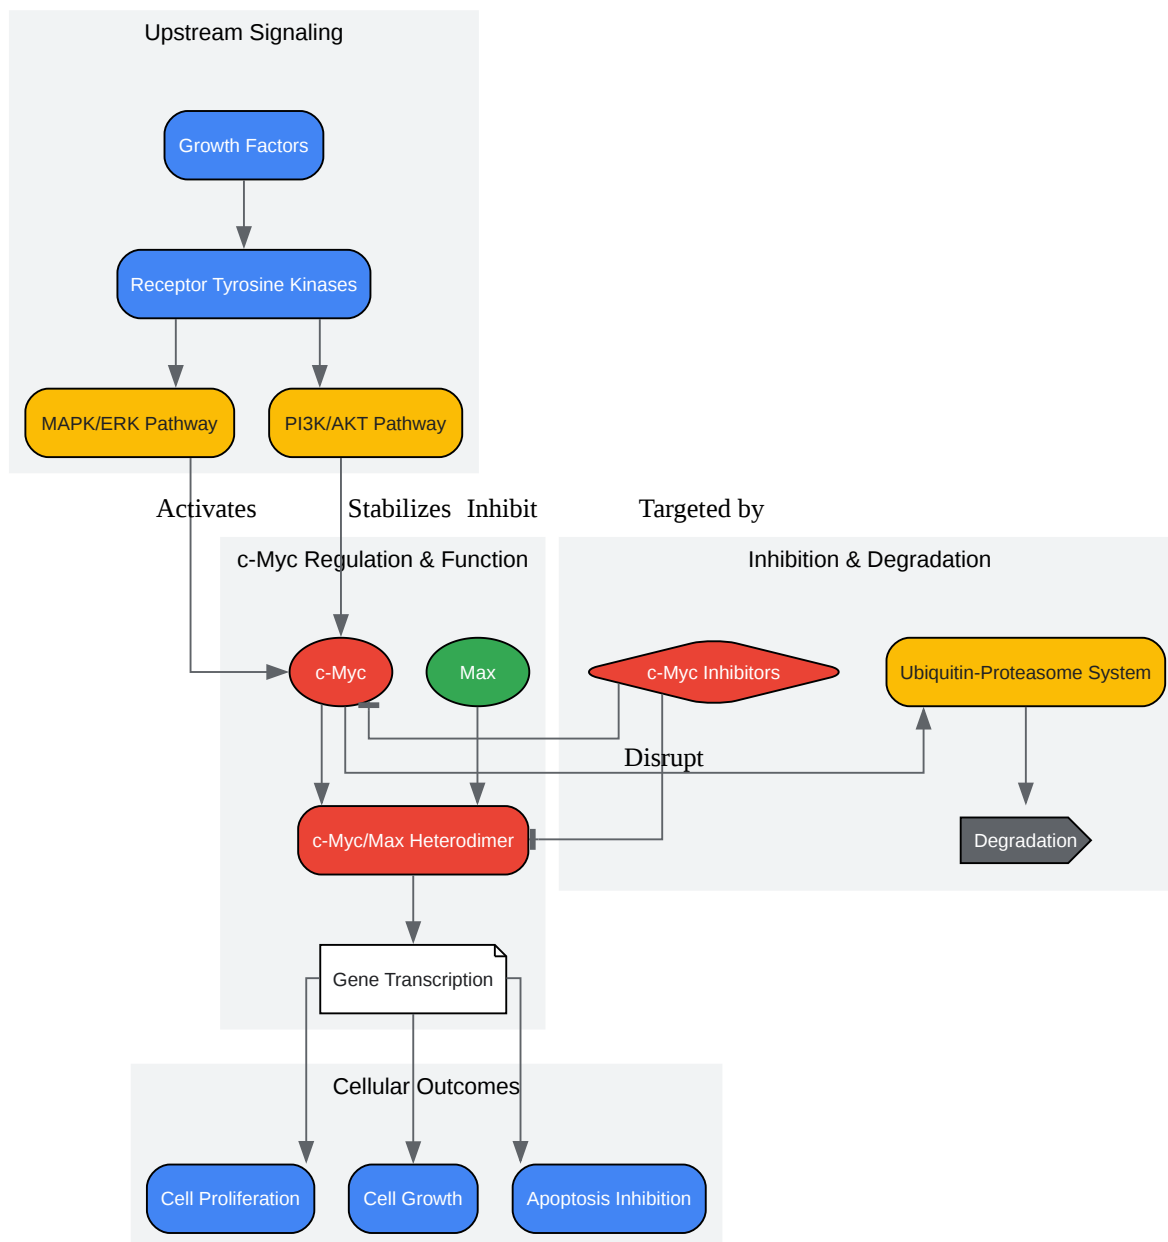 Upstream Signaling
Growth Factors
Receptor Tyrosine Kinases
MAPK/ERK Pathway
PI3K/AKT Pathway
Activates
Stabilizes
Inhibit
Targeted by
c-Myc Regulation & Function
Inhibition & Degradation
c-Myc
Max
c-Myc Inhibitors
Ubiquitin-Proteasome System
Disrupt
c-Myc/Max Heterodimer
Degradation
Gene Transcription
Cellular Outcomes
Cell Proliferation
Cell Growth
Apoptosis Inhibition